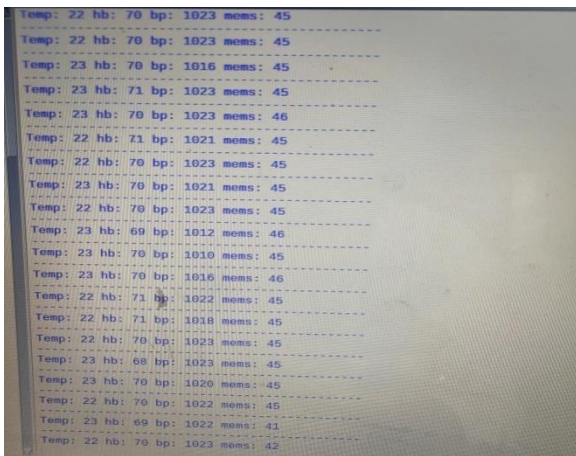 Temp: 22 hb: 70 bp: 1023 mems: 45
------------------------------------------------
Temp: 22 hb: 70 bp: 1023 mems: 45
------------------------------------------------
Temp: 23 hb: 70 bp: 1016 mems: 45
------------------------------------------------
Temp: 23 hb: 71 bp: 1023 mems: 45
------------------------------------------------
Temp: 23 hb: 70 bp: 1023 mems: 46
------------------------------------------------
Temp: 22 hb: 71 bp: 1021 mems: 45
------------------------------------------------
Temp: 22 hb: 70 bp: 1023 mems: 45
------------------------------------------------
Temp: 23 hb: 70 bp: 1021 mems: 45
------------------------------------------------
Temp: 22 hb: 70 bp: 1023 mems: 45
------------------------------------------------
Temp: 23 hb: 69 bp: 1012 mems: 46
------------------------------------------------
Temp: 23 hb: 70 bp: 1010 mems: 45
------------------------------------------------
Temp: 23 hb: 70 bp: 1016 mems: 46
------------------------------------------------
Temp: 22 hb: 71 bp: 1022 mems: 45
------------------------------------------------
Temp: 22 hb: 71 bp: 1018 mems: 45
------------------------------------------------
Temp: 22 hb: 70 bp: 1023 mems: 45
------------------------------------------------
Temp: 23 hb: 68 bp: 1023 mems: 45
------------------------------------------------
Temp: 23 hb: 70 bp: 1020 mems: 45
------------------------------------------------
Temp: 22 hb: 70 bp: 1022 mems: 45
------------------------------------------------
Temp: 23 hb: 69 bp: 1022 mems: 41
------------------------------------------------
Temp: 22 hb: 70 bp: 1023 mems: 42